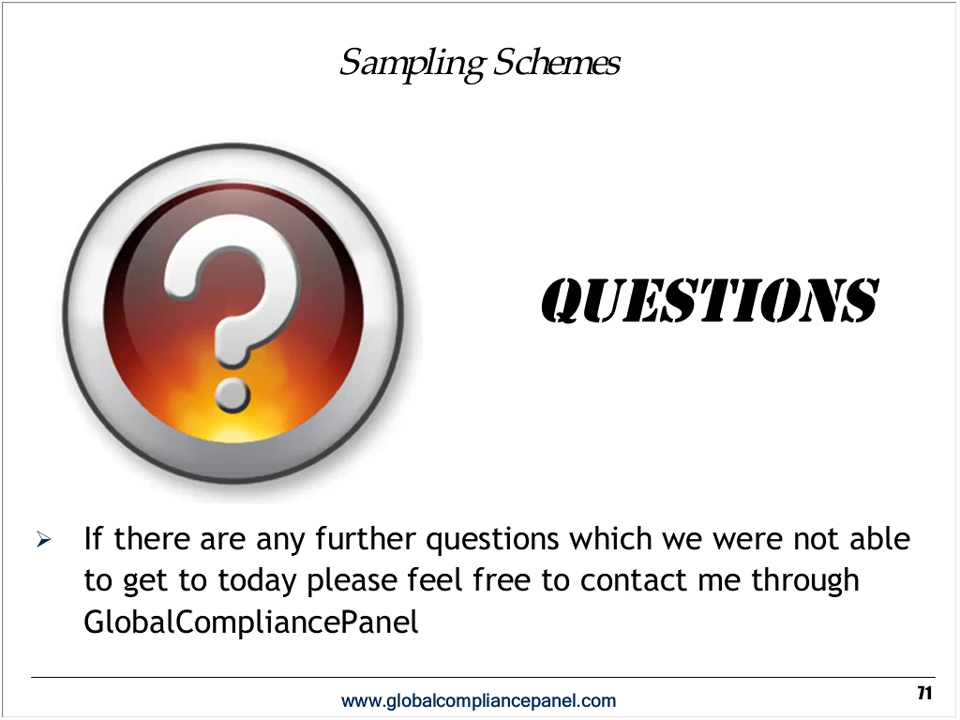 Sampling Schemes
?
QUESTIONS
If there are any further questions which we were not able
to get to today please feel free to contact me through
GlobalCompliancePanel
www.globalcompliancepanel.com
71